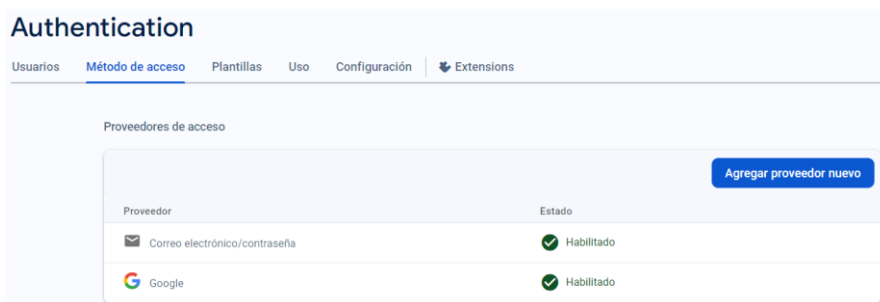 Authentication
Usuarios Método de acceso Plantillas Uso Configuración Extensions
Proveedores de acceso
Agregar proveedor nuevo
Proveedor Estado
Correo electrónico/contraseña Habilitado
Google Habilitado